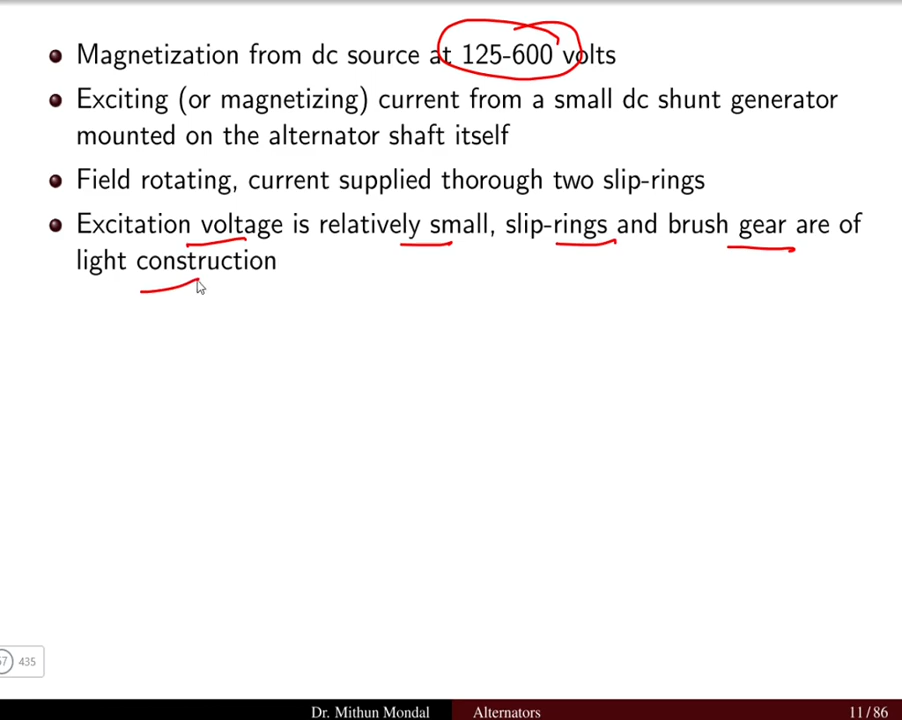 Magnetization from dc source at 125-600 volts
Exciting (or magnetizing) current from a small dc shunt generator
mounted on the alternator shaft itself
Field rotating, current supplied thorough two slip-rings
Excitation voltage is relatively small, slip-rings and brush gear are of
light construction
435
Dr. Mithun Mondal Alternators 11/86